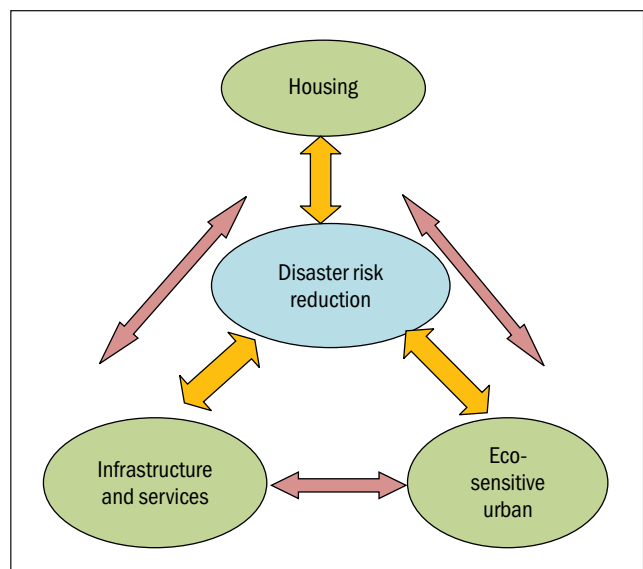 Housing
Disaster risk
reduction
Infrastructure
and services
Eco-
sensitive
urban